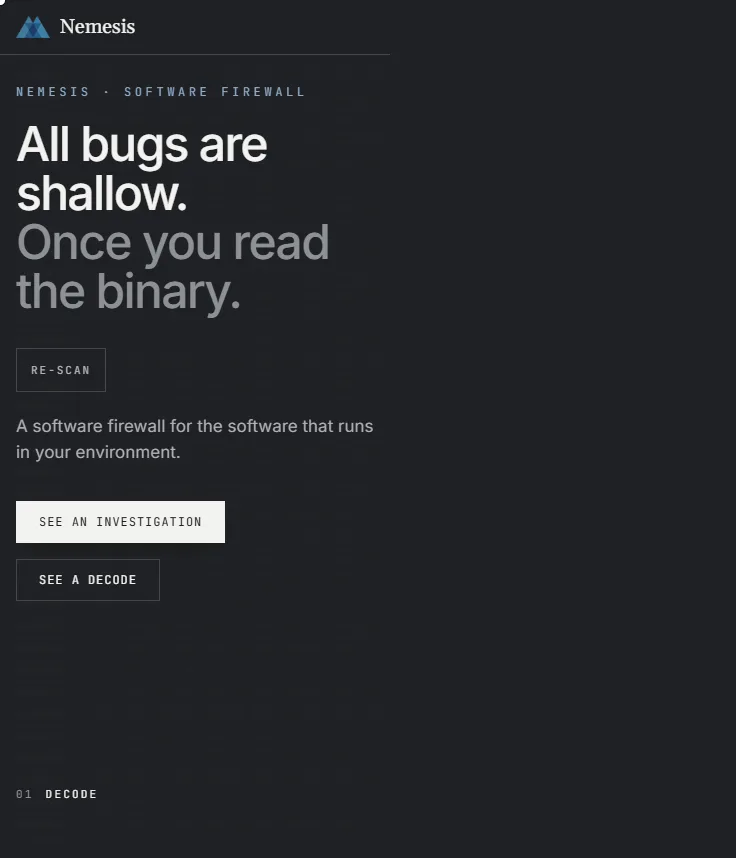 Nemesis
NEMESIS · SOFTWARE FIREWALL
All bugs are
shallow.
Once you read
the binary.
RE-SCAN
A software firewall for the software that runs
in your environment.
SEE AN INVESTIGATION
SEE A DECODE
01 DECODE